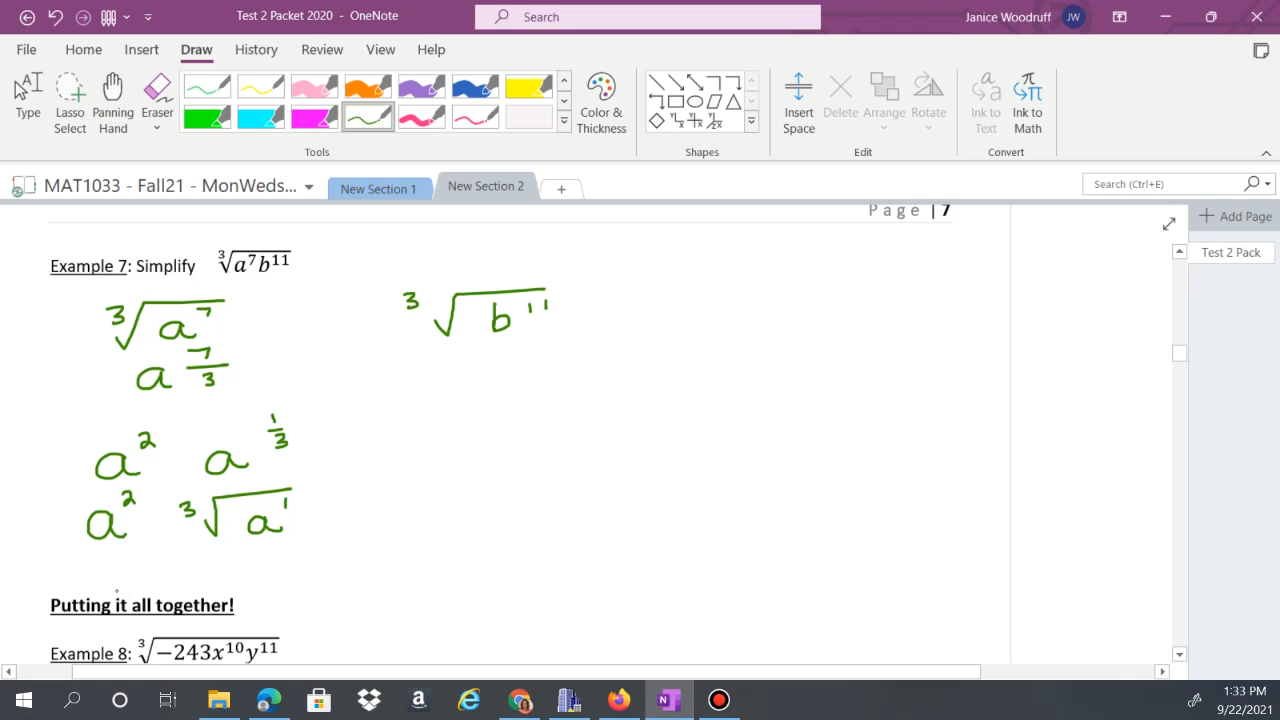 Test 2 Packet 2020 - OneNote
Search
Janice Woodruff
JW
File Home Insert Draw History Review View Help
Type
Lasso Select
Panning Hand
Eraser
Color & Thickness
Insert Space
Delete
Arrange
Rotate
Ink to Text
Ink to Math
Tools
Shapes
Edit
Convert
MAT1033 - Fall21 - MonWeds...
New Section 1
New Section 2
Search (Ctrl+E)
Page | 7
Add Page
Test 2 Pack
Example 7: Simplify ∛(a⁷b¹¹)
∛(a⁷)
∛(b¹¹)
a^(7/3)
a² a^(1/3)
a² ∛(a¹)
Putting it all together!
Example 8: ∛(−243x¹⁰y¹¹)
1:33 PM
9/22/2021